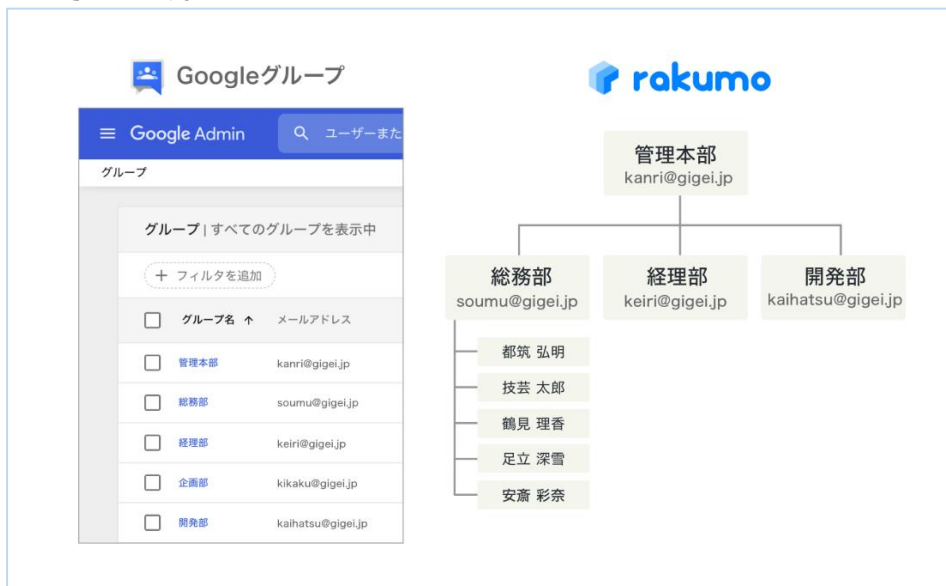 Googleグループ
Google Admin
ユーザーまた
グループ
グループ | すべてのグループを表示中
+ フィルタを追加
グループ名 ↑ メールアドレス
管理本部 kanri@gigei.jp
総務部 soumu@gigei.jp
経理部 keiri@gigei.jp
企画部 kikaku@gigei.jp
開発部 kaihatsu@gigei.jp
rakumo
管理本部
kanri@gigei.jp
総務部
soumu@gigei.jp
経理部
keiri@gigei.jp
開発部
kaihatsu@gigei.jp
都筑 弘明
技芸 太郎
鶴見 理香
足立 深雪
安斎 彩奈